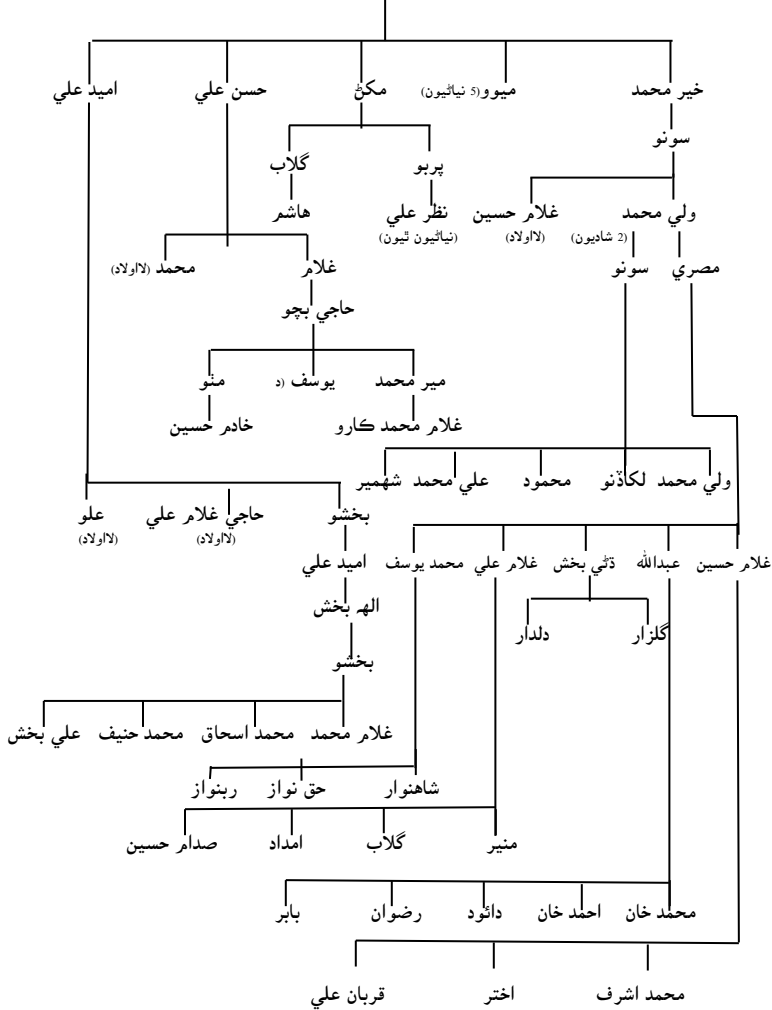 خير محمد ميوو (5 نياڻيون) مکڻ حسن علي اميد علي
سونو
پربو گلاب
ولي محمد (2 شاديون) غلام حسين (لااولاد) نظر علي (نياڻيون ٿيون) هاشم
مصري سونو غلام محمد (لااولاد)
حاجي بچو
مير محمد يوسف (د مٺو
غلام محمد ڪارو خادم حسين
ولي محمد لکاڏنو محمود علي محمد شهمير
بخشو حاجي غلام علي (لااولاد) علو (لااولاد)
غلام حسين عبدالله ڌڻي بخش غلام علي محمد يوسف اميد علي
الهہ بخش
گلزار دلدار
بخشو
غلام محمد محمد اسحاق محمد حنيف علي بخش
شاهنوار حق نواز ربنواز
منير گلاب امداد صدام حسين
محمد خان احمد خان دائود رضوان بابر
محمد اشرف اختر قربان علي